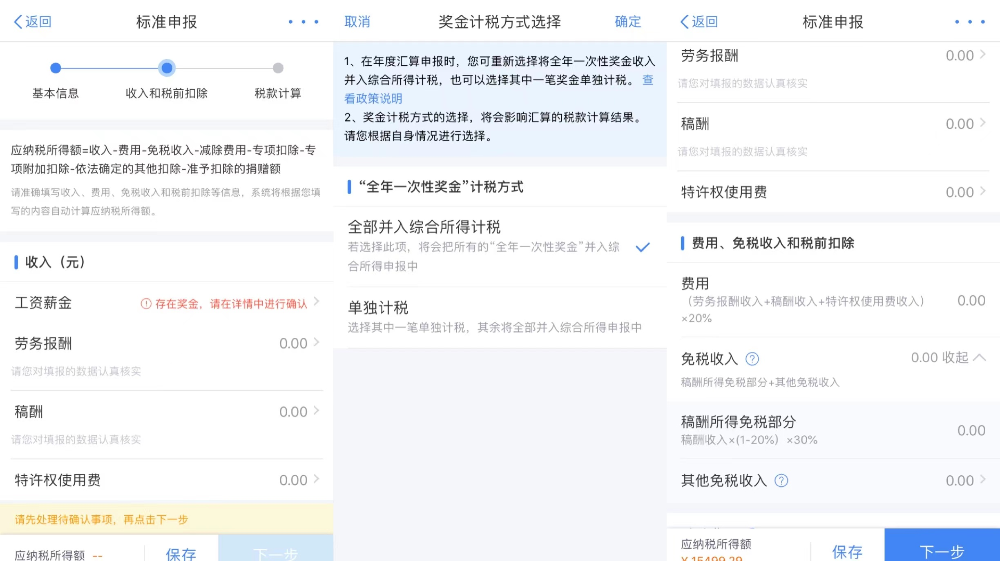 返回
标准申报
基本信息
收入和税前扣除
税款计算
应纳税所得额=收入-费用-免税收入-减除费用-专项扣除-专
项附加扣除-依法确定的其他扣除-准予扣除的捐赠额
请准确填写收入、费用、免税收入和税前扣除等信息，系统将根据您填
写的内容自动计算应纳税所得额。
收入（元）
工资薪金
存在奖金，请在详情中进行确认
劳务报酬 0.00
请您对填报的数据认真核实
稿酬 0.00
请您对填报的数据认真核实
特许权使用费 0.00
请先处理待确认事项，再点击下一步
应纳税所得额 --
保存
下一步
取消
奖金计税方式选择
确定
1、在年度汇算申报时，您可重新选择将全年一次性奖金收入
并入综合所得计税，也可以选择其中一笔奖金单独计税。 查
看政策说明
2、奖金计税方式的选择，将会影响汇算的税款计算结果。
请您根据自身情况进行选择。
“全年一次性奖金”计税方式
全部并入综合所得计税
若选择此项，将会把所有的“全年一次性奖金”并入综
合所得申报中
单独计税
选择其中一笔单独计税，其余将全部并入综合所得申报中
返回
标准申报
劳务报酬 0.00
请您对填报的数据认真核实
稿酬 0.00
请您对填报的数据认真核实
特许权使用费 0.00
费用、免税收入和税前扣除
费用
（劳务报酬收入+稿酬收入+特许权使用费收入）
×20%
0.00
免税收入 ?
0.00 收起
稿酬所得免税部分+其他免税收入
稿酬所得免税部分
稿酬收入×(1-20%）×30%
0.00
其他免税收入 ?
0.00
应纳税所得额
¥ 15499.29
保存
下一步